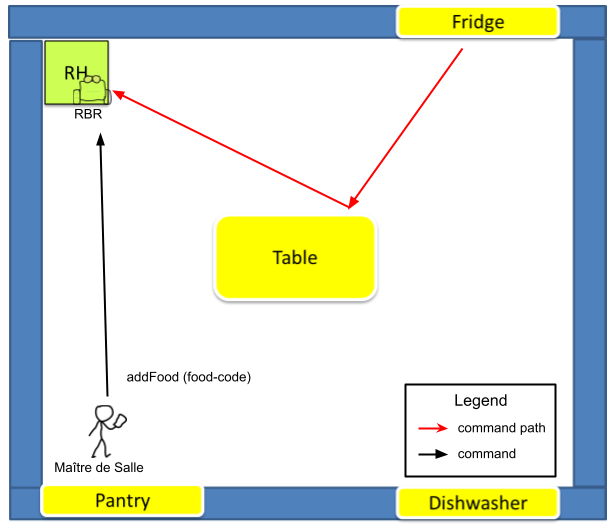 Fridge
RH
RBR
Table
addFood (food-code)
Legend
command path
command
Maître de Salle
Pantry
Dishwasher